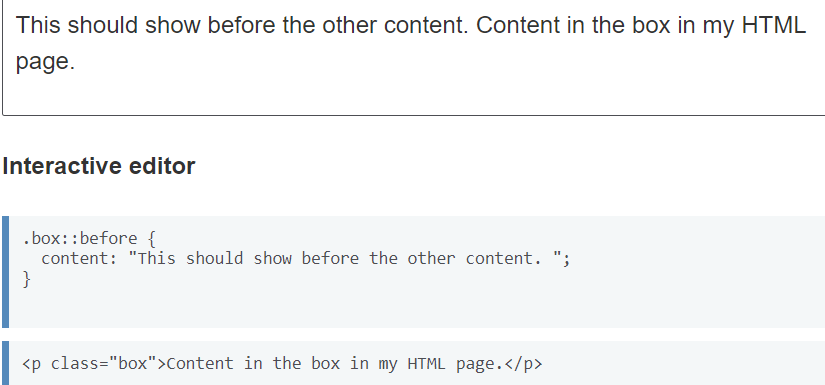 This should show before the other content. Content in the box in my HTML
page.
Interactive editor
.box::before {
  content: "This should show before the other content. ";
}
<p class="box">Content in the box in my HTML page.</p>